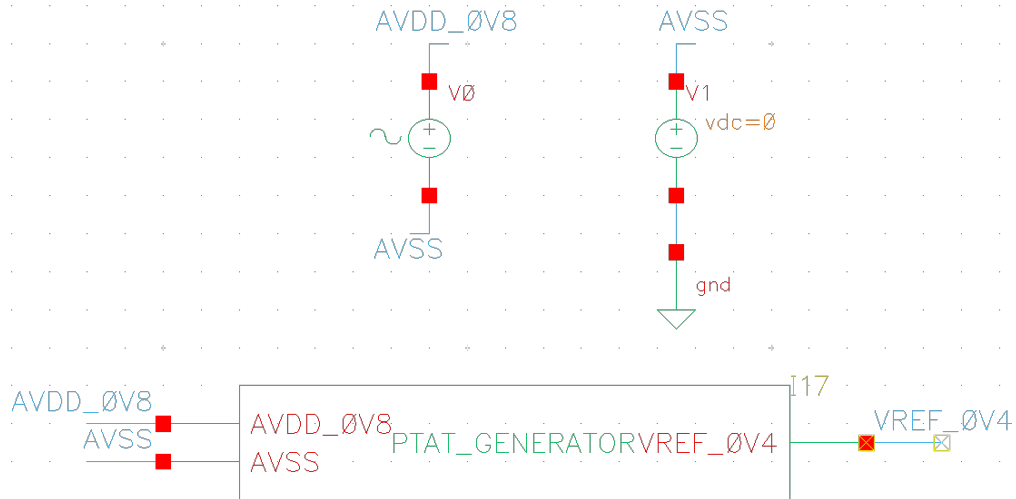 AVDD_0V8
AVSS
V0
V1
vdc=0
AVSS
gnd
I17
AVDD_0V8
AVDD_0V8
VREF_0V4
AVSS
PTAT_GENERATOR
VREF_0V4
AVSS